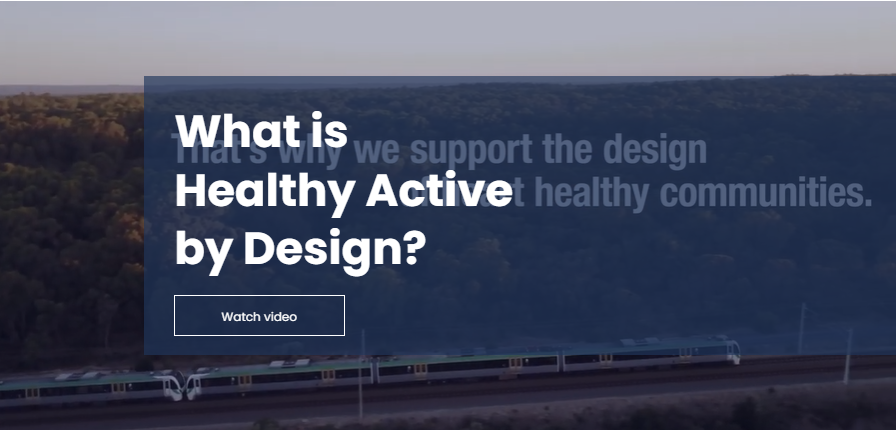 What is
Healthy Active
by Design?
That's why we support the design
healthy communities.
Watch video